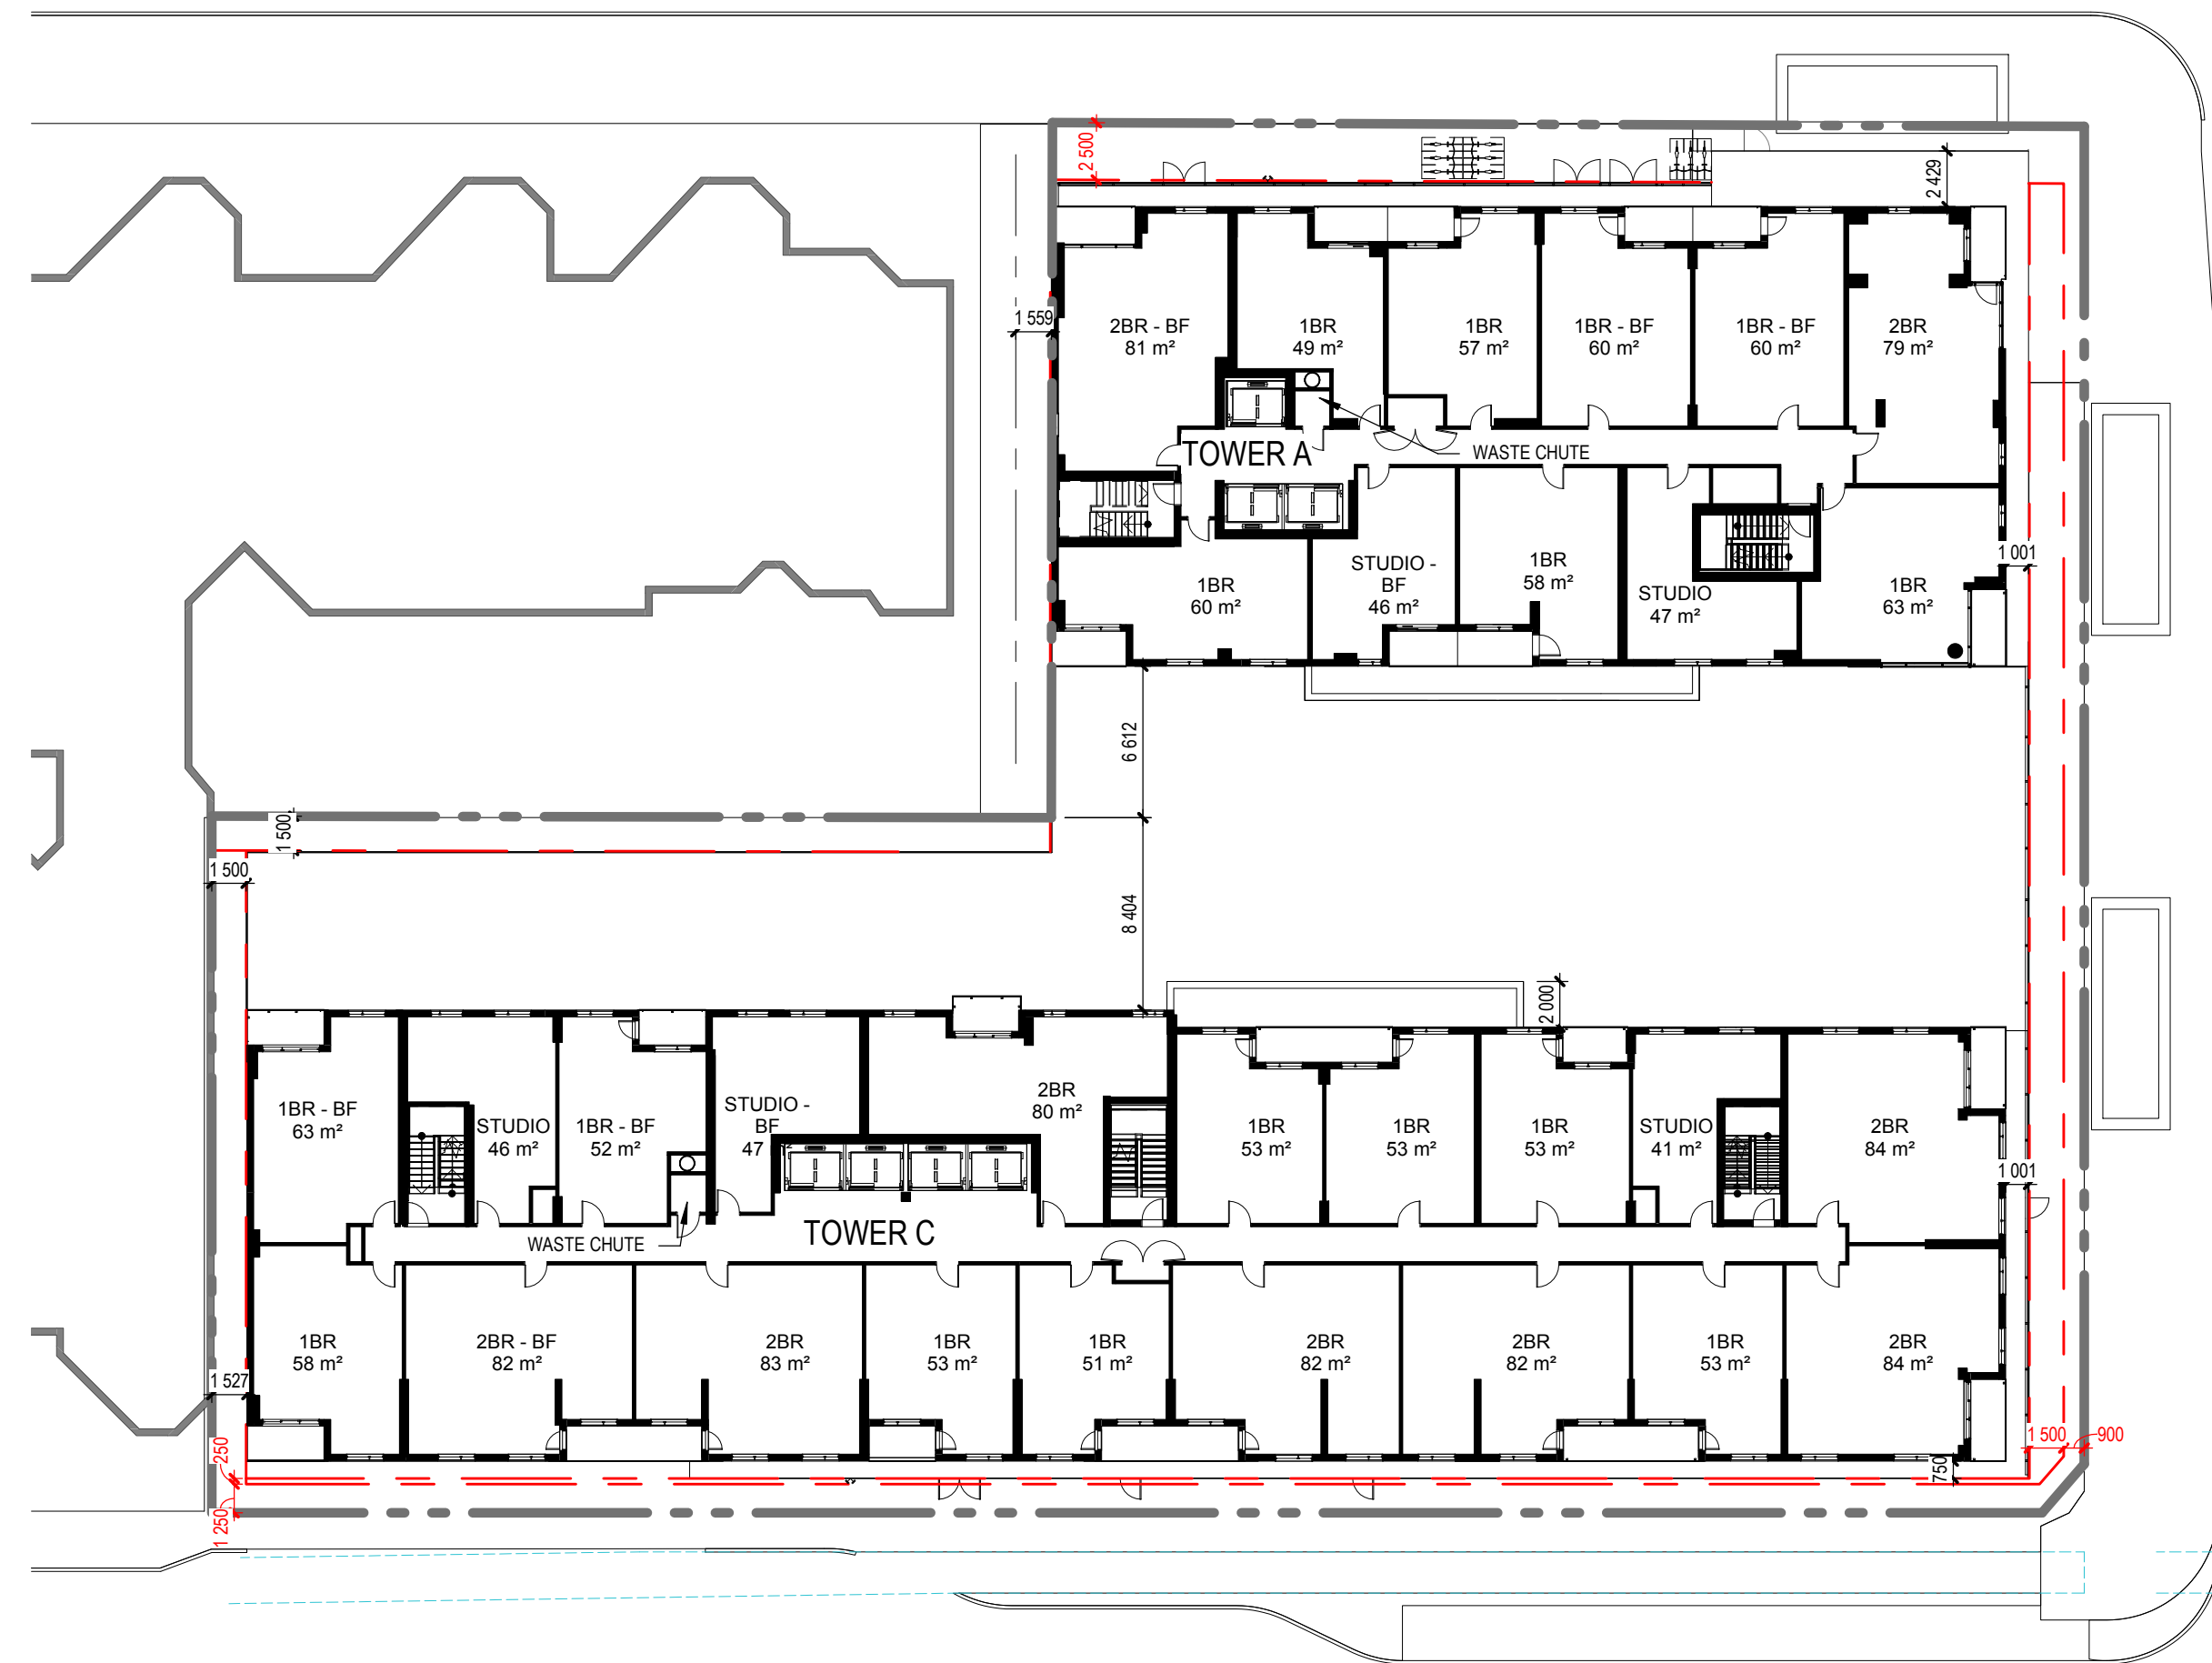 2 500
2 429
1 559
2BR - BF
81 m²
1BR
49 m²
1BR
57 m²
1BR - BF
60 m²
1BR - BF
60 m²
2BR
79 m²
TOWER A
WASTE CHUTE
1BR
60 m²
STUDIO -
BF
46 m²
1BR
58 m²
STUDIO
47 m²
1BR
63 m²
1 001
6 612
1 500
1 500
8 404
2 000
1BR - BF
63 m²
STUDIO
46 m²
1BR - BF
52 m²
STUDIO -
BF
47
2BR
80 m²
1BR
53 m²
1BR
53 m²
1BR
53 m²
STUDIO
41 m²
2BR
84 m²
1 001
WASTE CHUTE
TOWER C
1BR
58 m²
2BR - BF
82 m²
2BR
83 m²
1BR
53 m²
1BR
51 m²
2BR
82 m²
2BR
82 m²
1BR
53 m²
2BR
84 m²
1 527
250
1 250
1 500
900
750